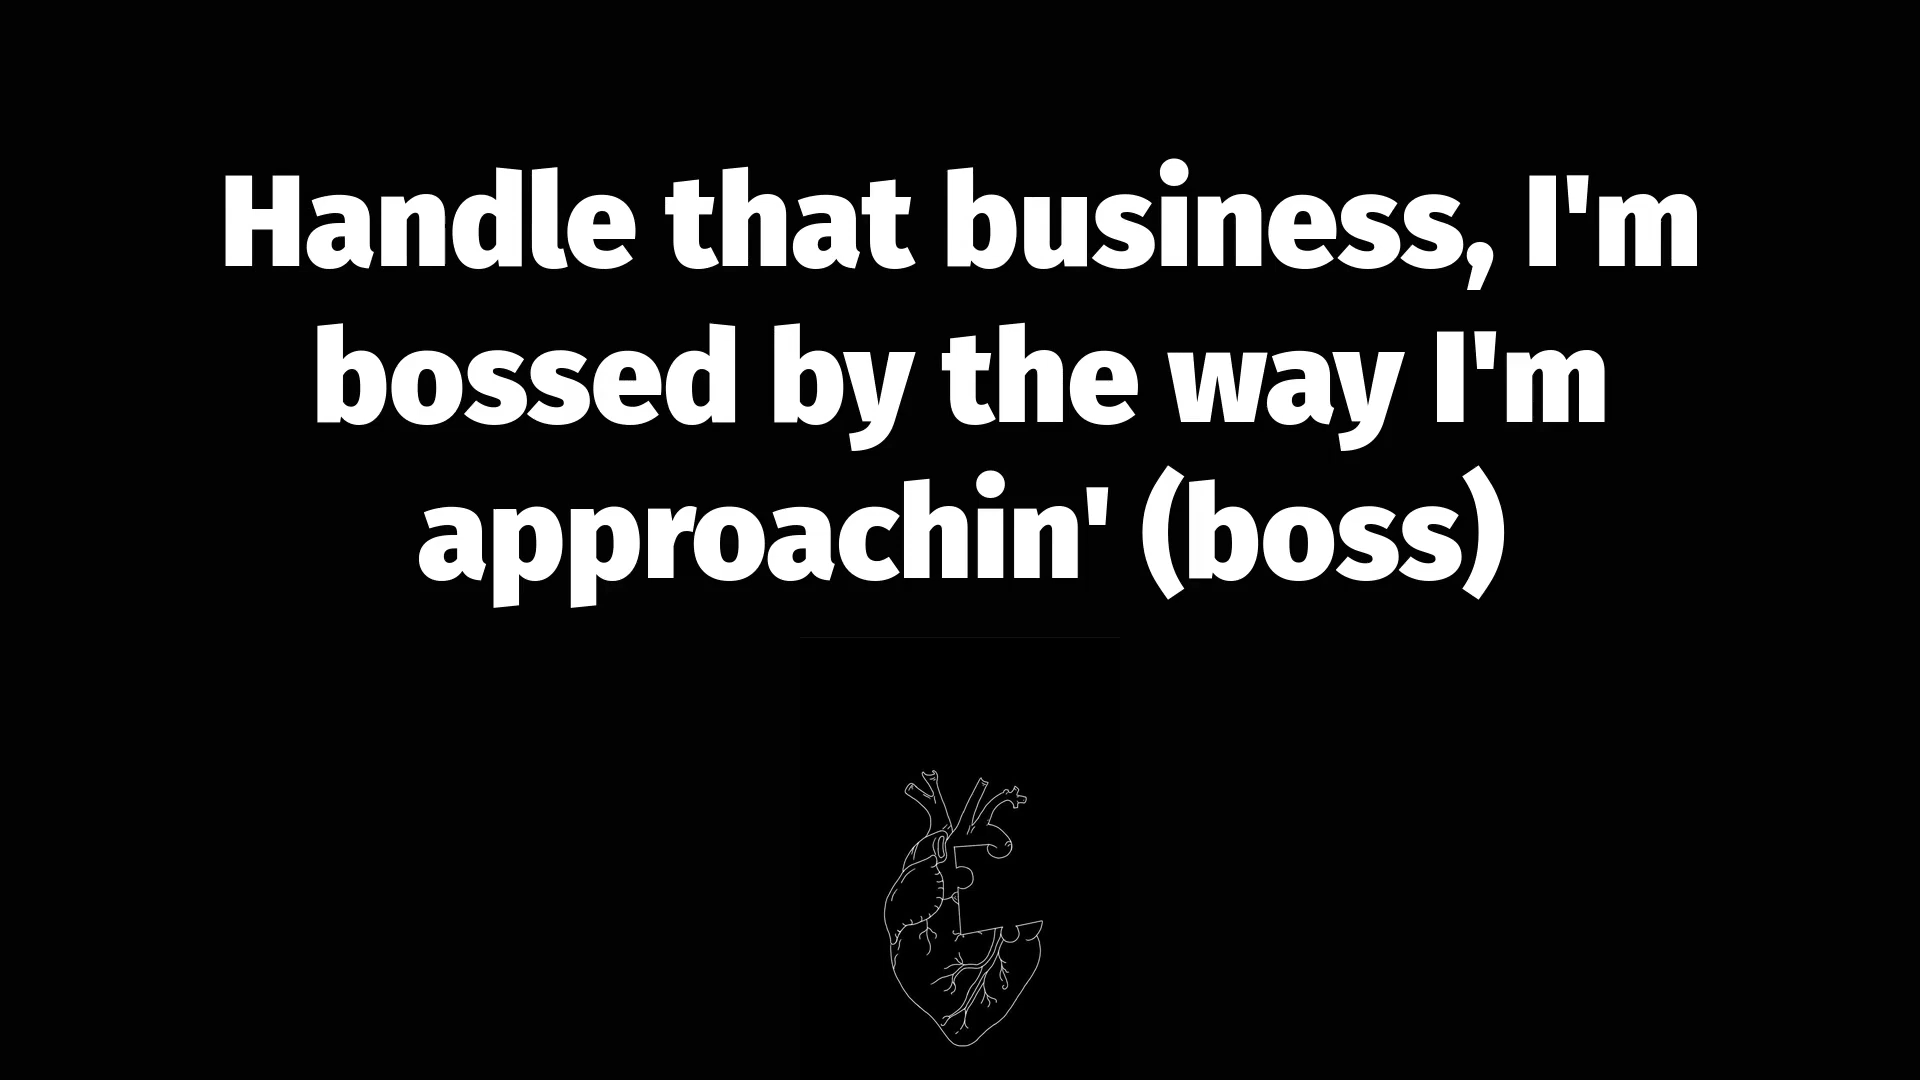 Handle that business, I'm
bossed by the way I'm
approachin' (boss)